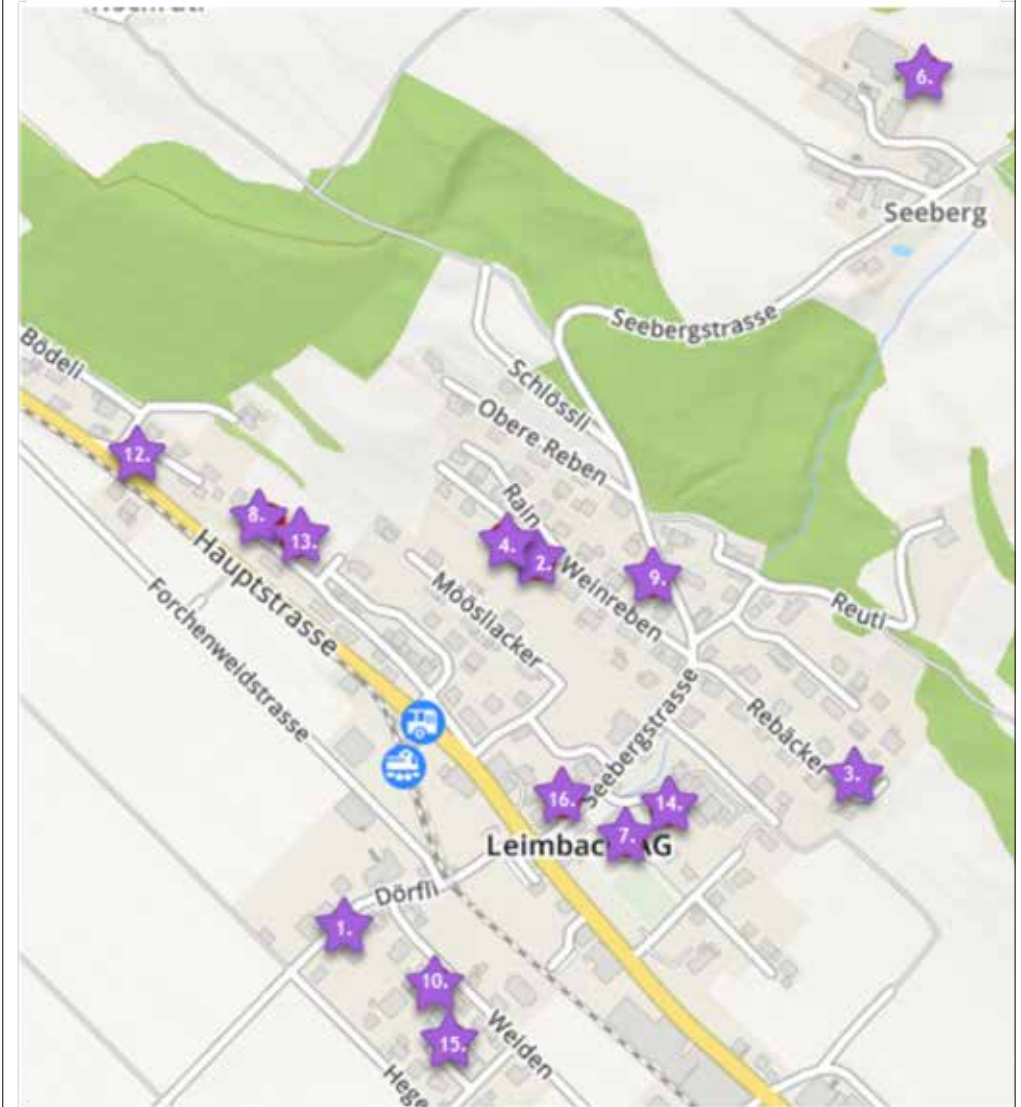 6.
Seeberg
Seebergstrasse
Bödeli
Schlössli
Obere Reben
12.
Rain
8.
13.
4.
2.
Weinreben
9.
Hauptstrasse
Möösliacker
Forchenweidstrasse
Reuti
Rebäcker
3.
Seebergstrasse
16.
14.
7.
Dörfli
1.
10.
15.
Weiden